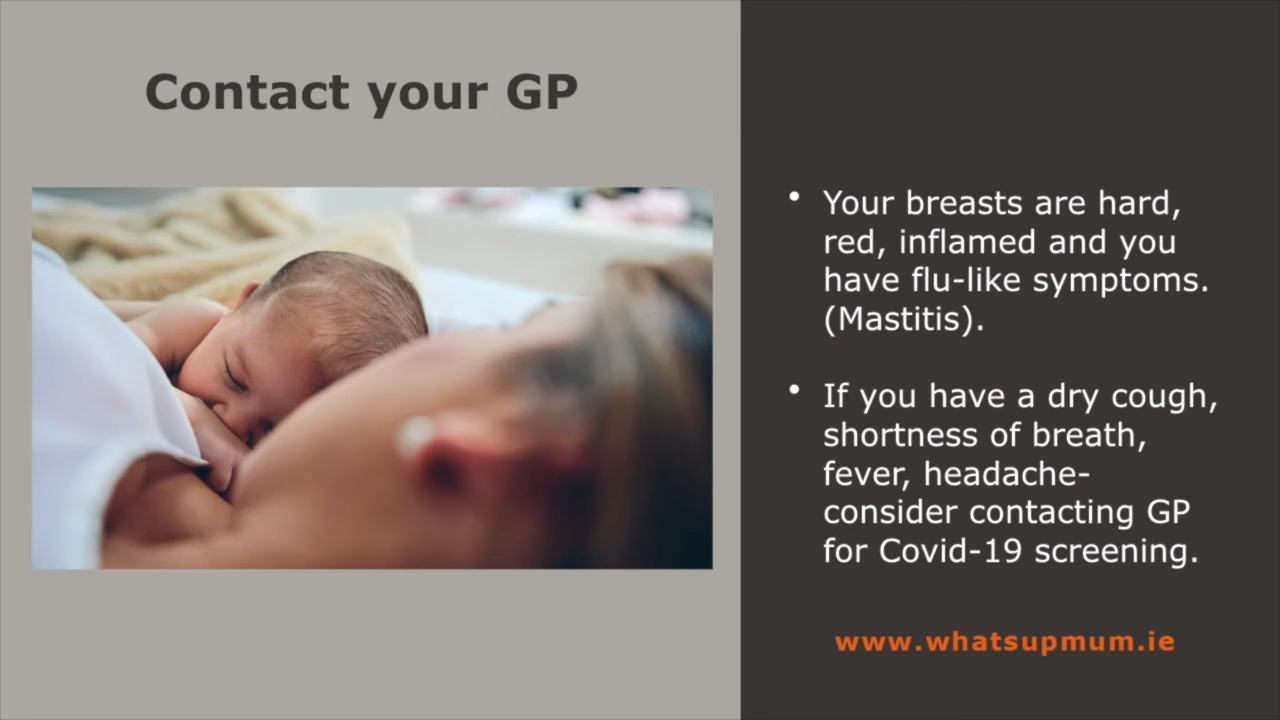 Contact your GP
• Your breasts are hard,
red, inflamed and you
have flu-like symptoms.
(Mastitis).
• If you have a dry cough,
shortness of breath,
fever, headache-
consider contacting GP
for Covid-19 screening.
www.whatsupmum.ie